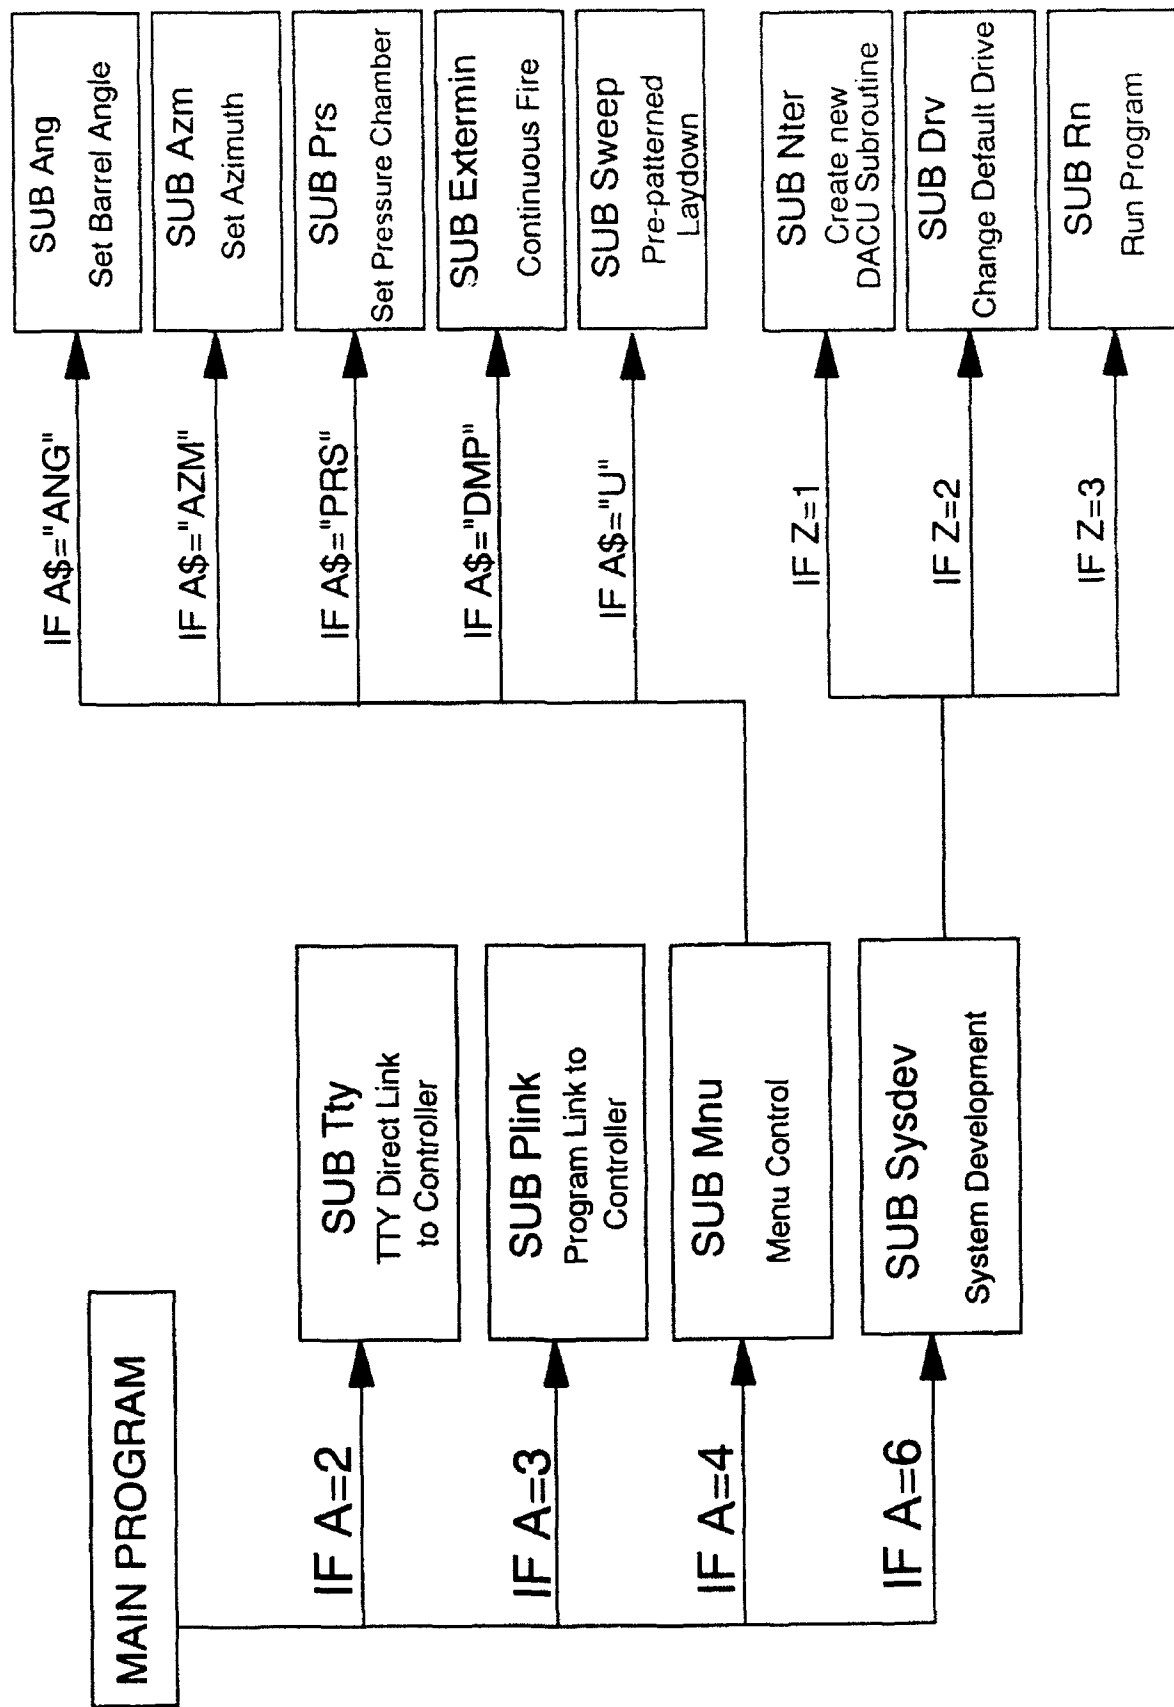 MAIN PROGRAM
IF A=2
SUB Tty
TTY Direct Link
to Controller
IF A=3
SUB Plink
Program Link to
Controller
IF A=4
SUB Mnu
Menu Control
IF A=6
SUB Sysdev
System Development
IF A$="ANG"
SUB Ang
Set Barrel Angle
IF A$="AZM"
SUB Azm
Set Azimuth
IF A$="PRS"
SUB Prs
Set Pressure Chamber
IF A$="DMP"
SUB Extermin
Continuous Fire
IF A$="U"
SUB Sweep
Pre-patterned
Laydown
IF Z=1
SUB Nter
Create new
DACU Subroutine
IF Z=2
SUB Drv
Change Default Drive
IF Z=3
SUB Rn
Run Program